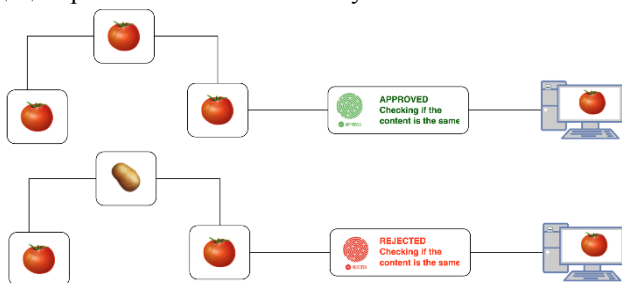 APPROVED
Checking if the
content is the same
REJECTED
Checking if the
content is the same